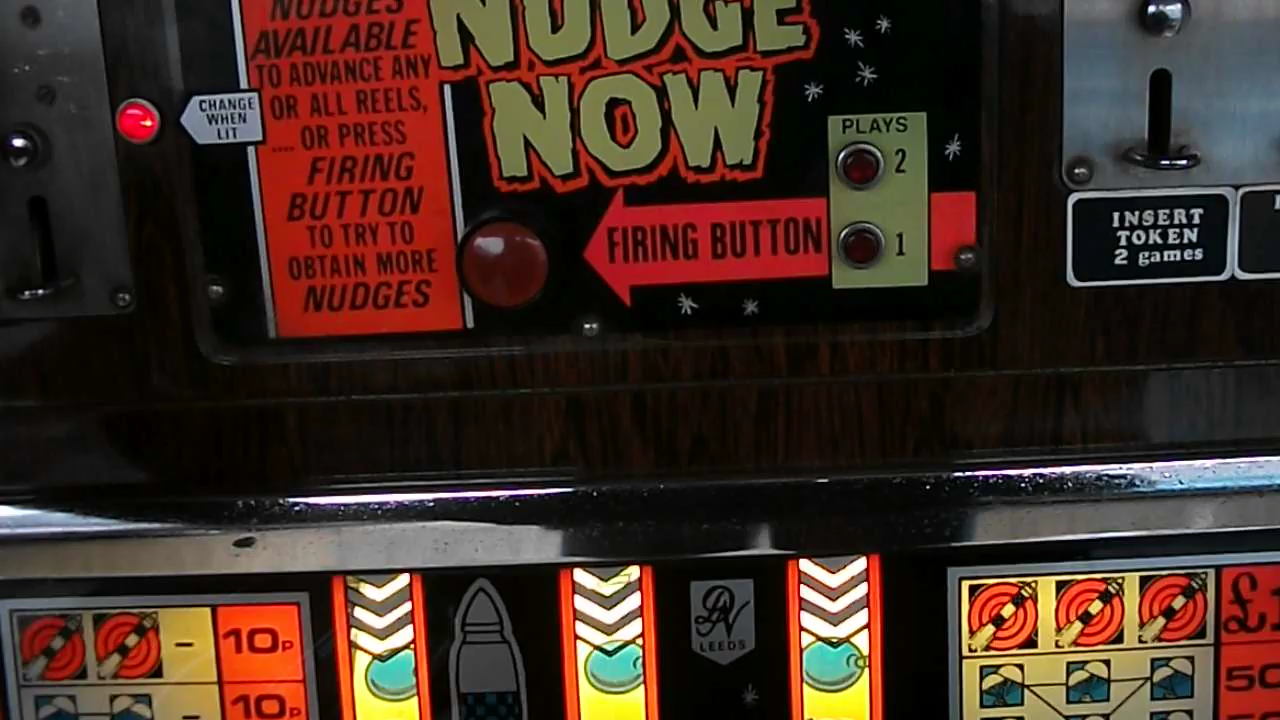 NUDGES
AVAILABLE
TO ADVANCE ANY
OR ALL REELS,
.... OR PRESS
FIRING
BUTTON
TO TRY TO
OBTAIN MORE
NUDGES
CHANGE
WHEN
LIT
NUDGE
NOW
PLAYS
2
1
FIRING BUTTON
INSERT
TOKEN
2 games
- 10p
- 10p
LEEDS
50